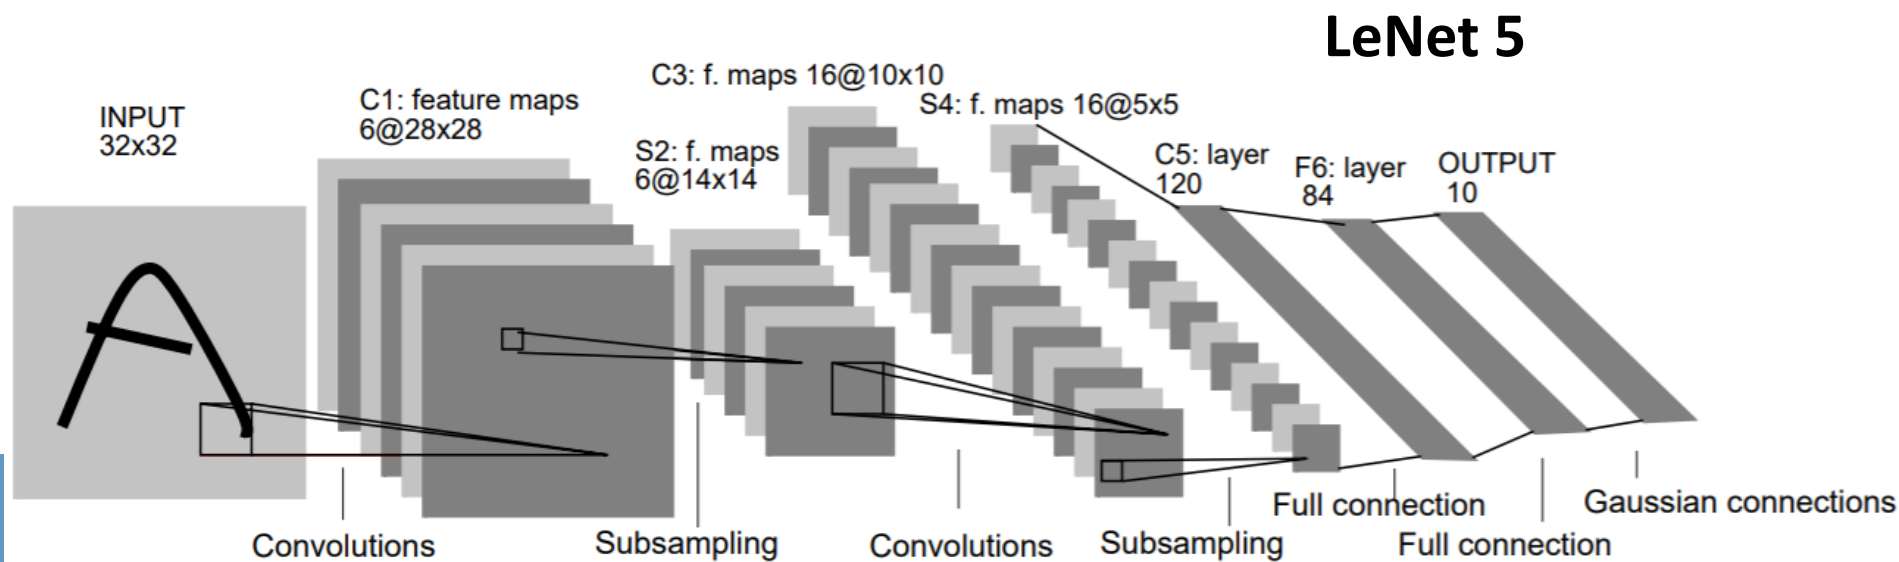 LeNet 5
INPUT
32x32
C1: feature maps
6@28x28
S2: f. maps
6@14x14
C3: f. maps 16@10x10
S4: f. maps 16@5x5
C5: layer
120
F6: layer
84
OUTPUT
10
Convolutions
Subsampling
Convolutions
Subsampling
Full connection
Full connection
Gaussian connections